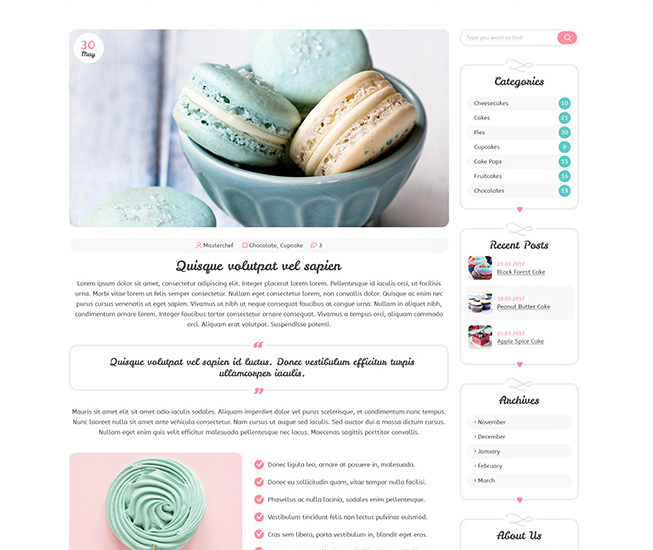 30
May
Masterchef Chocolate, Cupcake 3
Quisque volutpat vel sapien
Lorem ipsum dolor sit amet, consectetur adipiscing elit. Integer placerat lorem lorem. Pellentesque id iaculis orci, ut facilisis
urna. Morbi vitae lorem ut felis semper consectetur. Nullam eget consectetur lorem, non convallis dolor. Quisque ac enim nec
purus cursus venenatis ut eget sapien. Vivamus ut nibh ut neque consequat faucibus at congue urna. Nullam in aliquet nibh,
condimentum ornare lorem. Integer faucibus tortor consectetur ornare consequat. Vivamus a tempus orci, aliquam commodo
orci. Aliquam erat volutpat. Suspendisse potenti.
“
Quisque volutpat vel sapien id luctus. Donec vestibulum efficitur turpis
ullamcorper iaculis.
”
Mauris sit amet elit sit amet odio iaculis sodales. Aliquam imperdiet dolor vel purus scelerisque, et condimentum nunc tempus.
Nunc laoreet nulla sit amet ante vehicula consectetur. Nam cursus ut augue sed iaculis. Sed auctor dui a massa dictum cursus.
Nullam eget enim quis velit efficitur malesuada pellentesque nec lacus. Maecenas sagittis porttitor convallis.
Donec ligula leo, ornare at posuere in, malesuada.
Donec eu sollicitudin quam, vitae tempor nulla facilisi.
Phasellus ac nulla lacinia, sodales enim pellentesque.
Vestibulum tincidunt felis non lectus pulvinar euismod.
Cras sem libero, porta vestibulum in, blandit eget eros.
Type you want to find
Categories
Cheesecakes 10
Cakes 21
Pies 30
Cupcakes 9
Cake Pops 15
Fruitcakes 16
Chocolates 18
Recent Posts
23.03.2017
Black Forest Cake
19.03.2017
Peanut Butter Cake
05.03.2017
Apple Spice Cake
Archives
› November
› December
› January
› February
› March
About Us